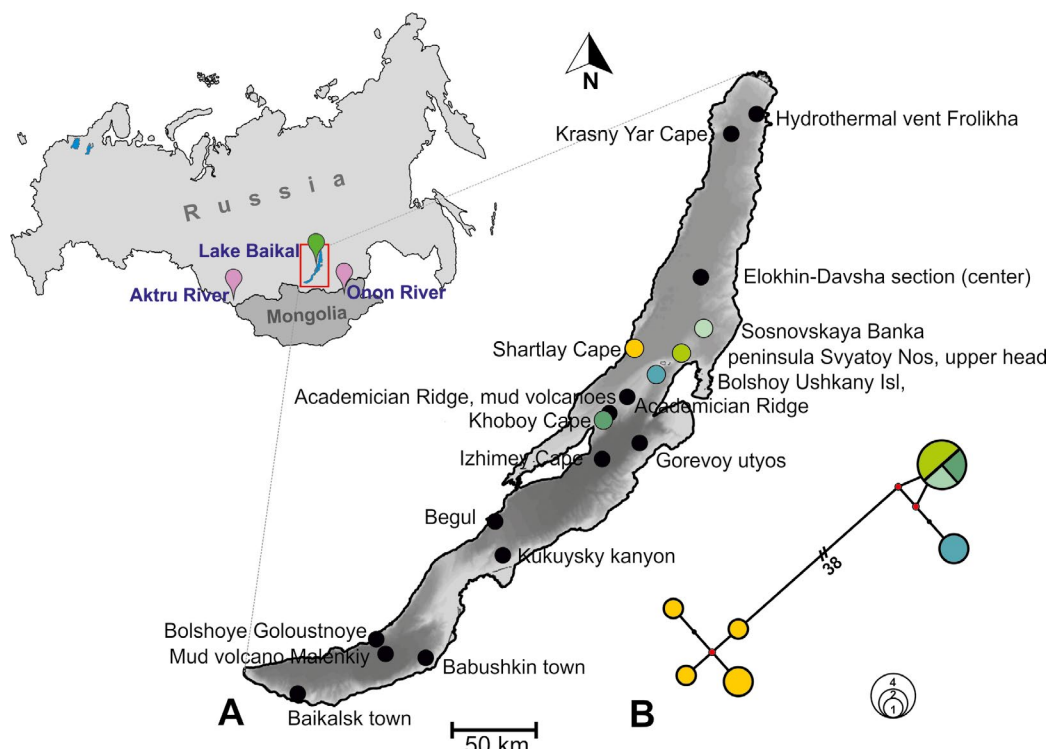 N
Hydrothermal vent Frolikha
Krasny Yar Cape
Russia
Lake Baikal
Aktru River
Onon River
Mongolia
Elokhin-Davsha section (center)
Sosnovskaya Banka
Shartlay Cape
peninsula Svyatoy Nos, upper head
Bolshoy Ushkany Isl,
Academician Ridge, mud volcanoes
Academician Ridge
Khoboy Cape
Izhimey Cape
Gorevoy utyos
Begul
Kukuysky kanyon
38
Bolshoye Goloustnoye
Mud volcano Malenkiy
Babushkin town
Baikalsk town
A
B
4
2
1
50 km